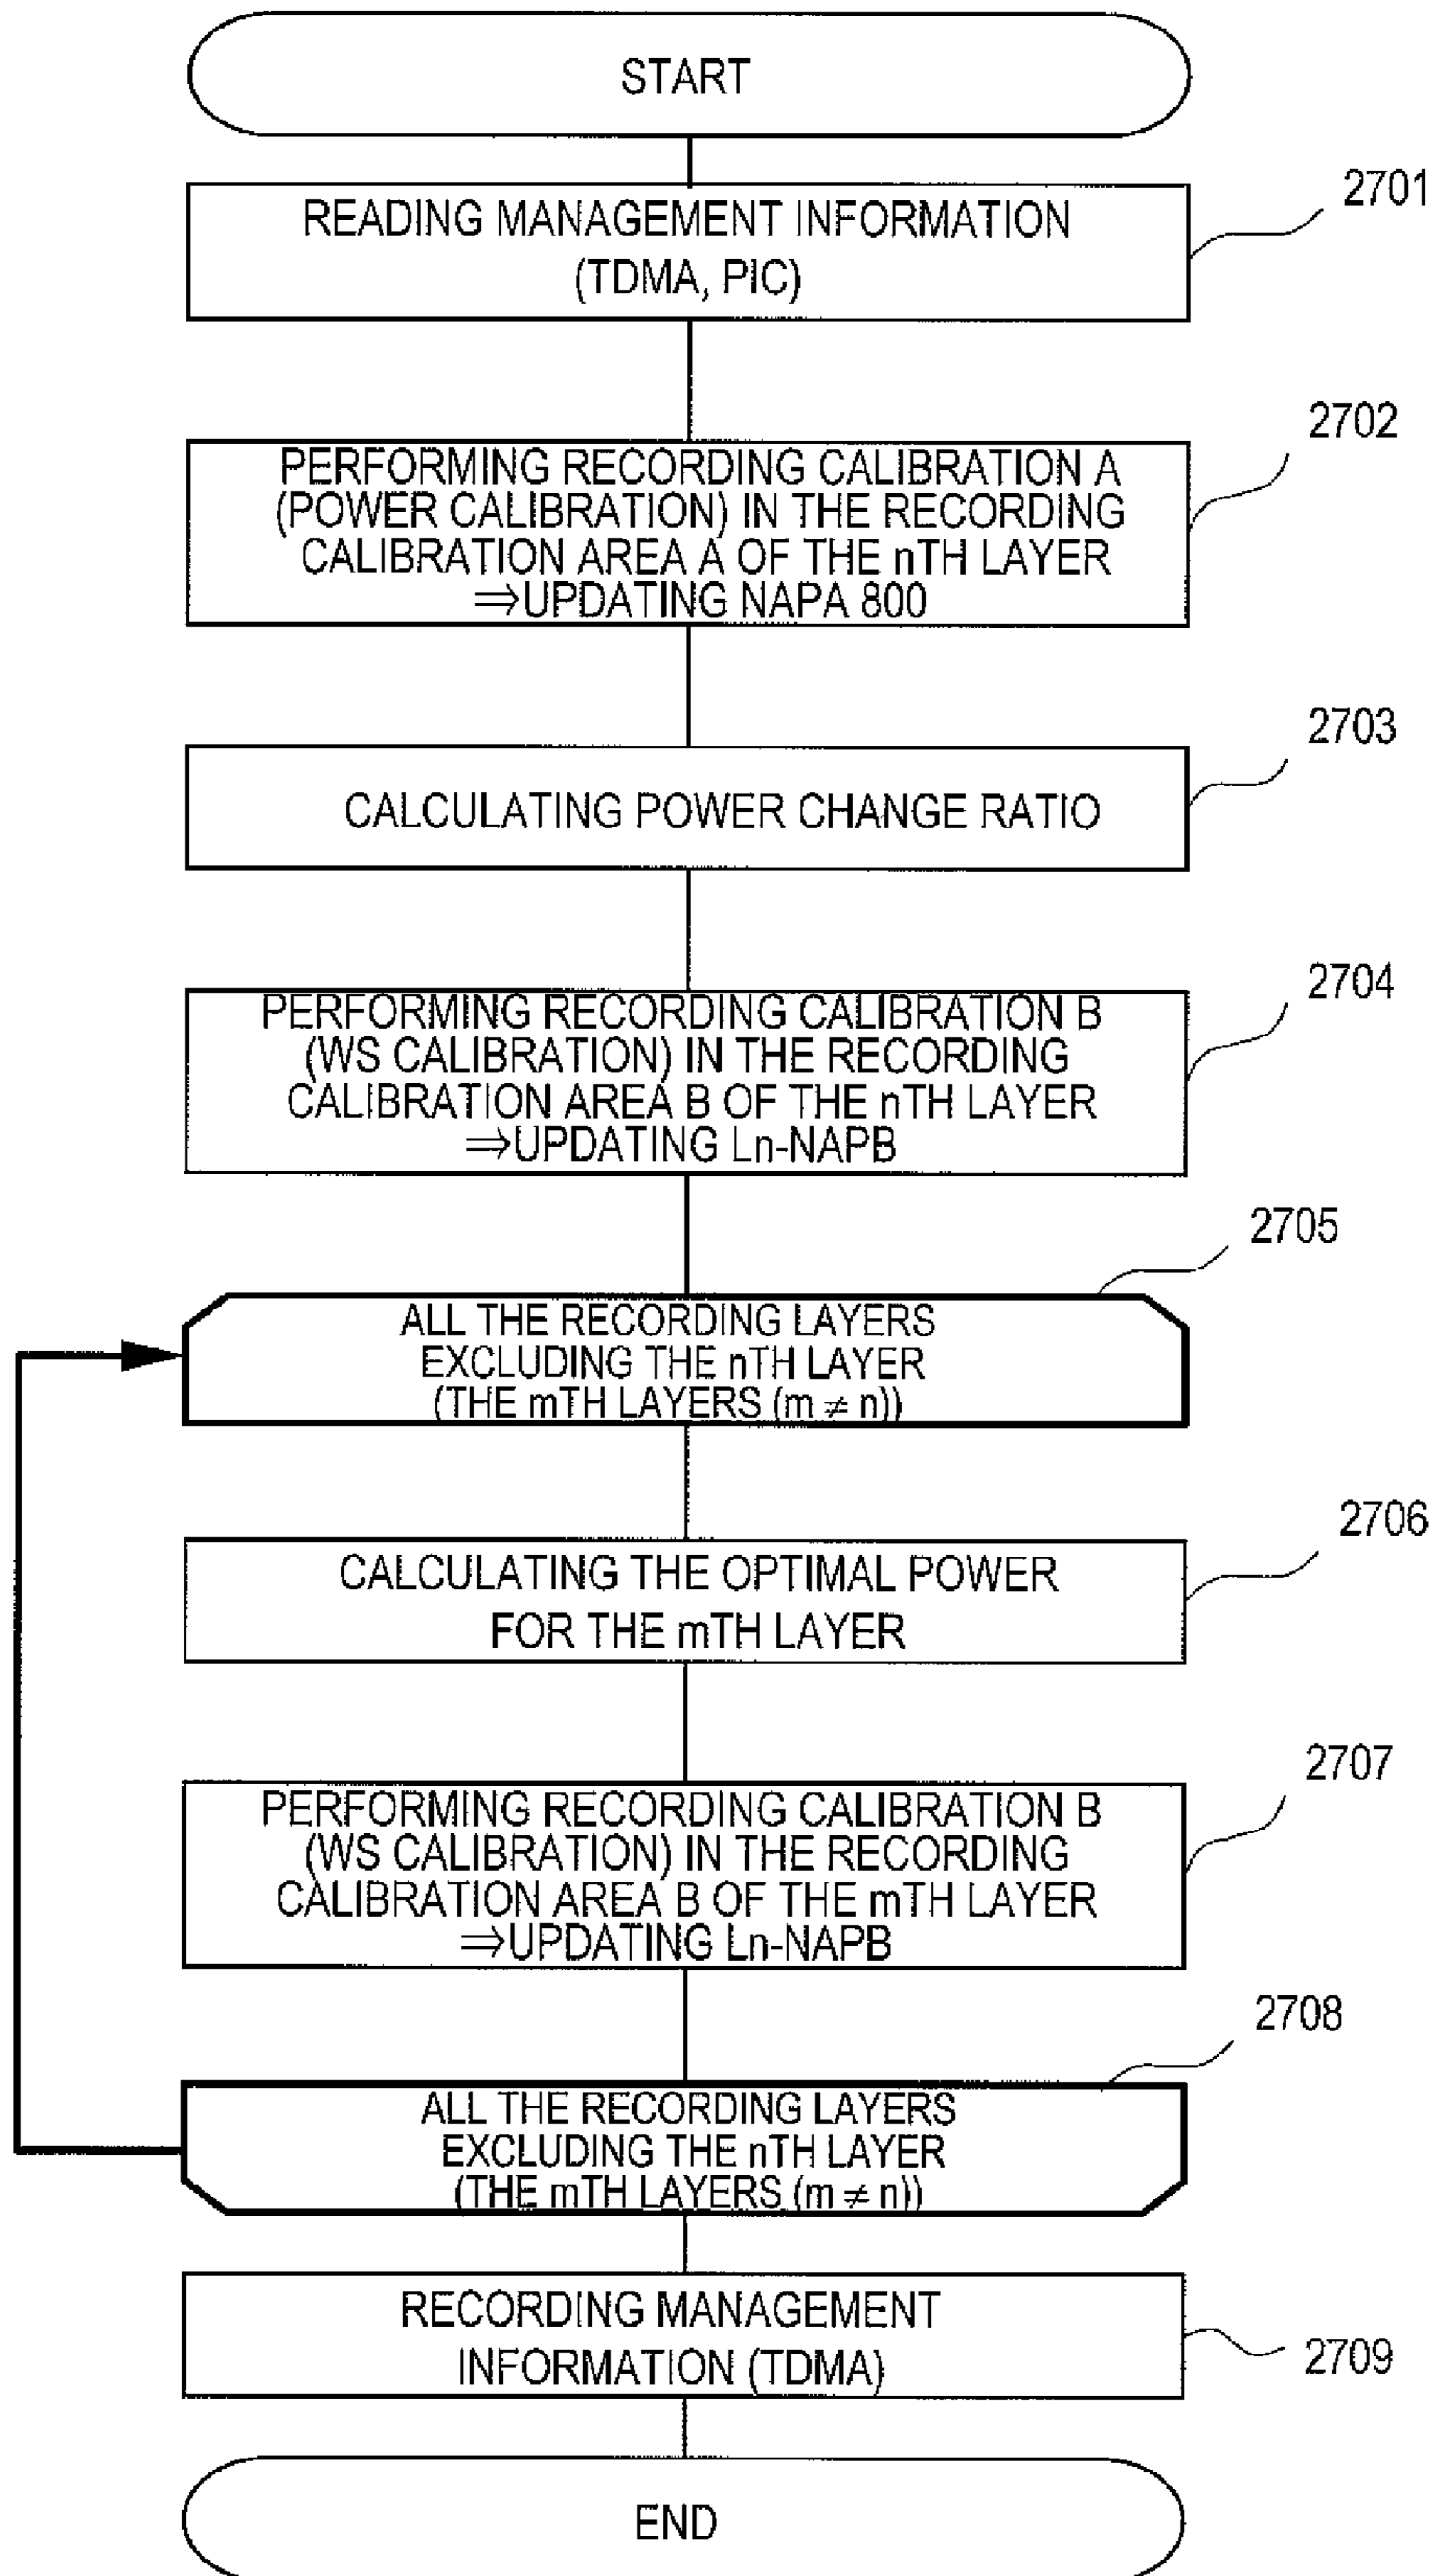 START
2701
READING MANAGEMENT INFORMATION
(TDMA, PIC)
2702
PERFORMING RECORDING CALIBRATION A
(POWER CALIBRATION) IN THE RECORDING
CALIBRATION AREA A OF THE nTH LAYER
⇒UPDATING NAPA 800
2703
CALCULATING POWER CHANGE RATIO
2704
PERFORMING RECORDING CALIBRATION B
(WS CALIBRATION) IN THE RECORDING
CALIBRATION AREA B OF THE nTH LAYER
⇒UPDATING Ln-NAPB
2705
ALL THE RECORDING LAYERS
EXCLUDING THE nTH LAYER
(THE mTH LAYERS (m ≠ n))
2706
CALCULATING THE OPTIMAL POWER
FOR THE mTH LAYER
2707
PERFORMING RECORDING CALIBRATION B
(WS CALIBRATION) IN THE RECORDING
CALIBRATION AREA B OF THE mTH LAYER
⇒UPDATING Ln-NAPB
2708
ALL THE RECORDING LAYERS
EXCLUDING THE nTH LAYER
(THE mTH LAYERS (m ≠ n))
RECORDING MANAGEMENT
INFORMATION (TDMA)
2709
END